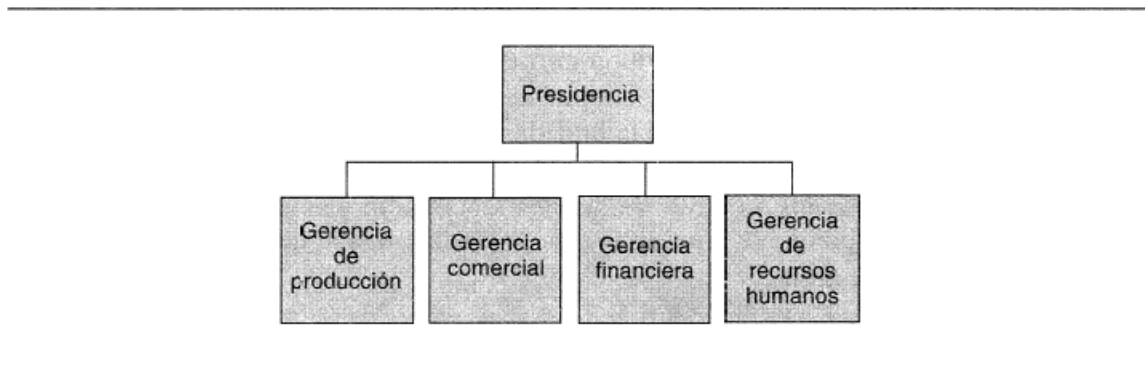 Presidencia
Gerencia
de
producción
Gerencia
comercial
Gerencia
financiera
Gerencia
de
recursos
humanos